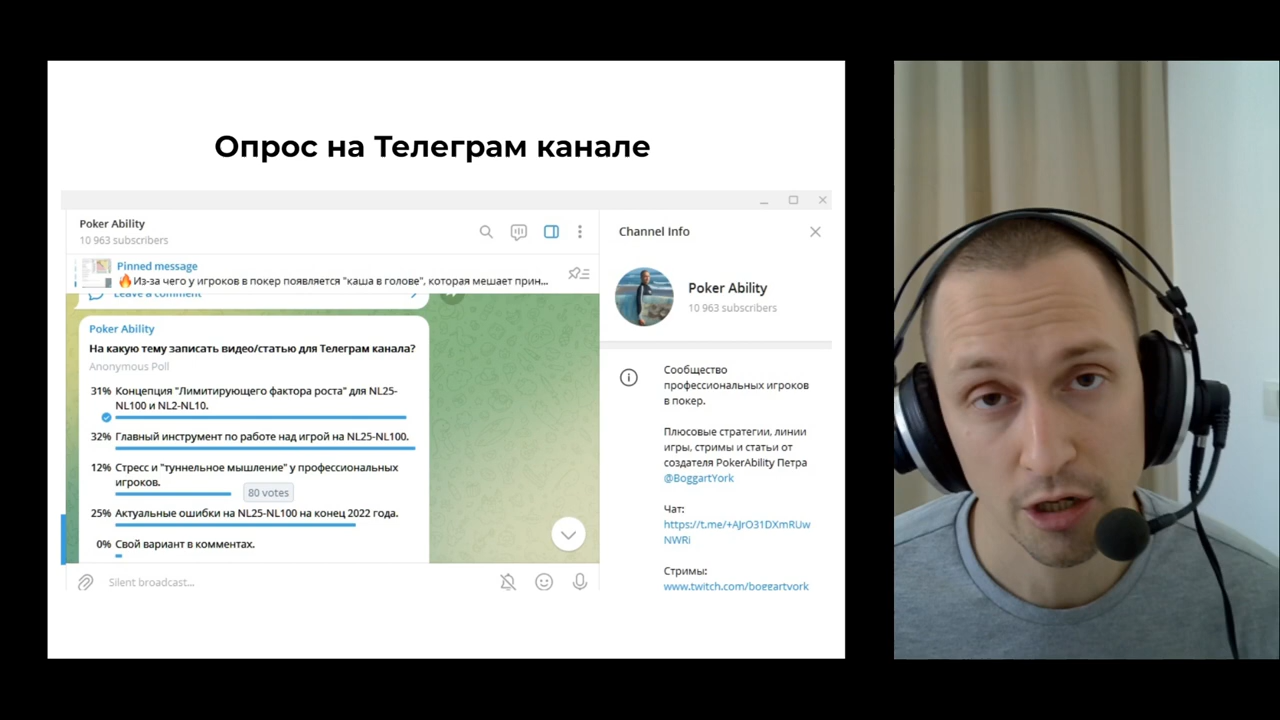 Опрос на Телеграм канале
Poker Ability
10 963 subscribers
Pinned message
🔥Из-за чего у игроков в покер появляется "каша в голове", которая мешает прин...
Leave a comment
Poker Ability
На какую тему записать видео/статью для Телеграм канала?
Anonymous Poll
31% Концепция "Лимитирующего фактора роста" для NL25-
NL100 и NL2-NL10.
32% Главный инструмент по работе над игрой на NL25-NL100.
12% Стресс и "туннельное мышление" у профессиональных
игроков.
80 votes
25% Актуальные ошибки на NL25-NL100 на конец 2022 года.
0% Свой вариант в комментах.
Silent broadcast...
Channel Info
Poker Ability
10 963 subscribers
Сообщество
профессиональных игроков
в покер.
Плюсовые стратегии, линии
игры, стримы и статьи от
создателя PokerAbility Петра
@BoggartYork
Чат:
https://t.me/+AJrO31DXmRUw
NWRi
Стримы:
www.twitch.com/boggartyork